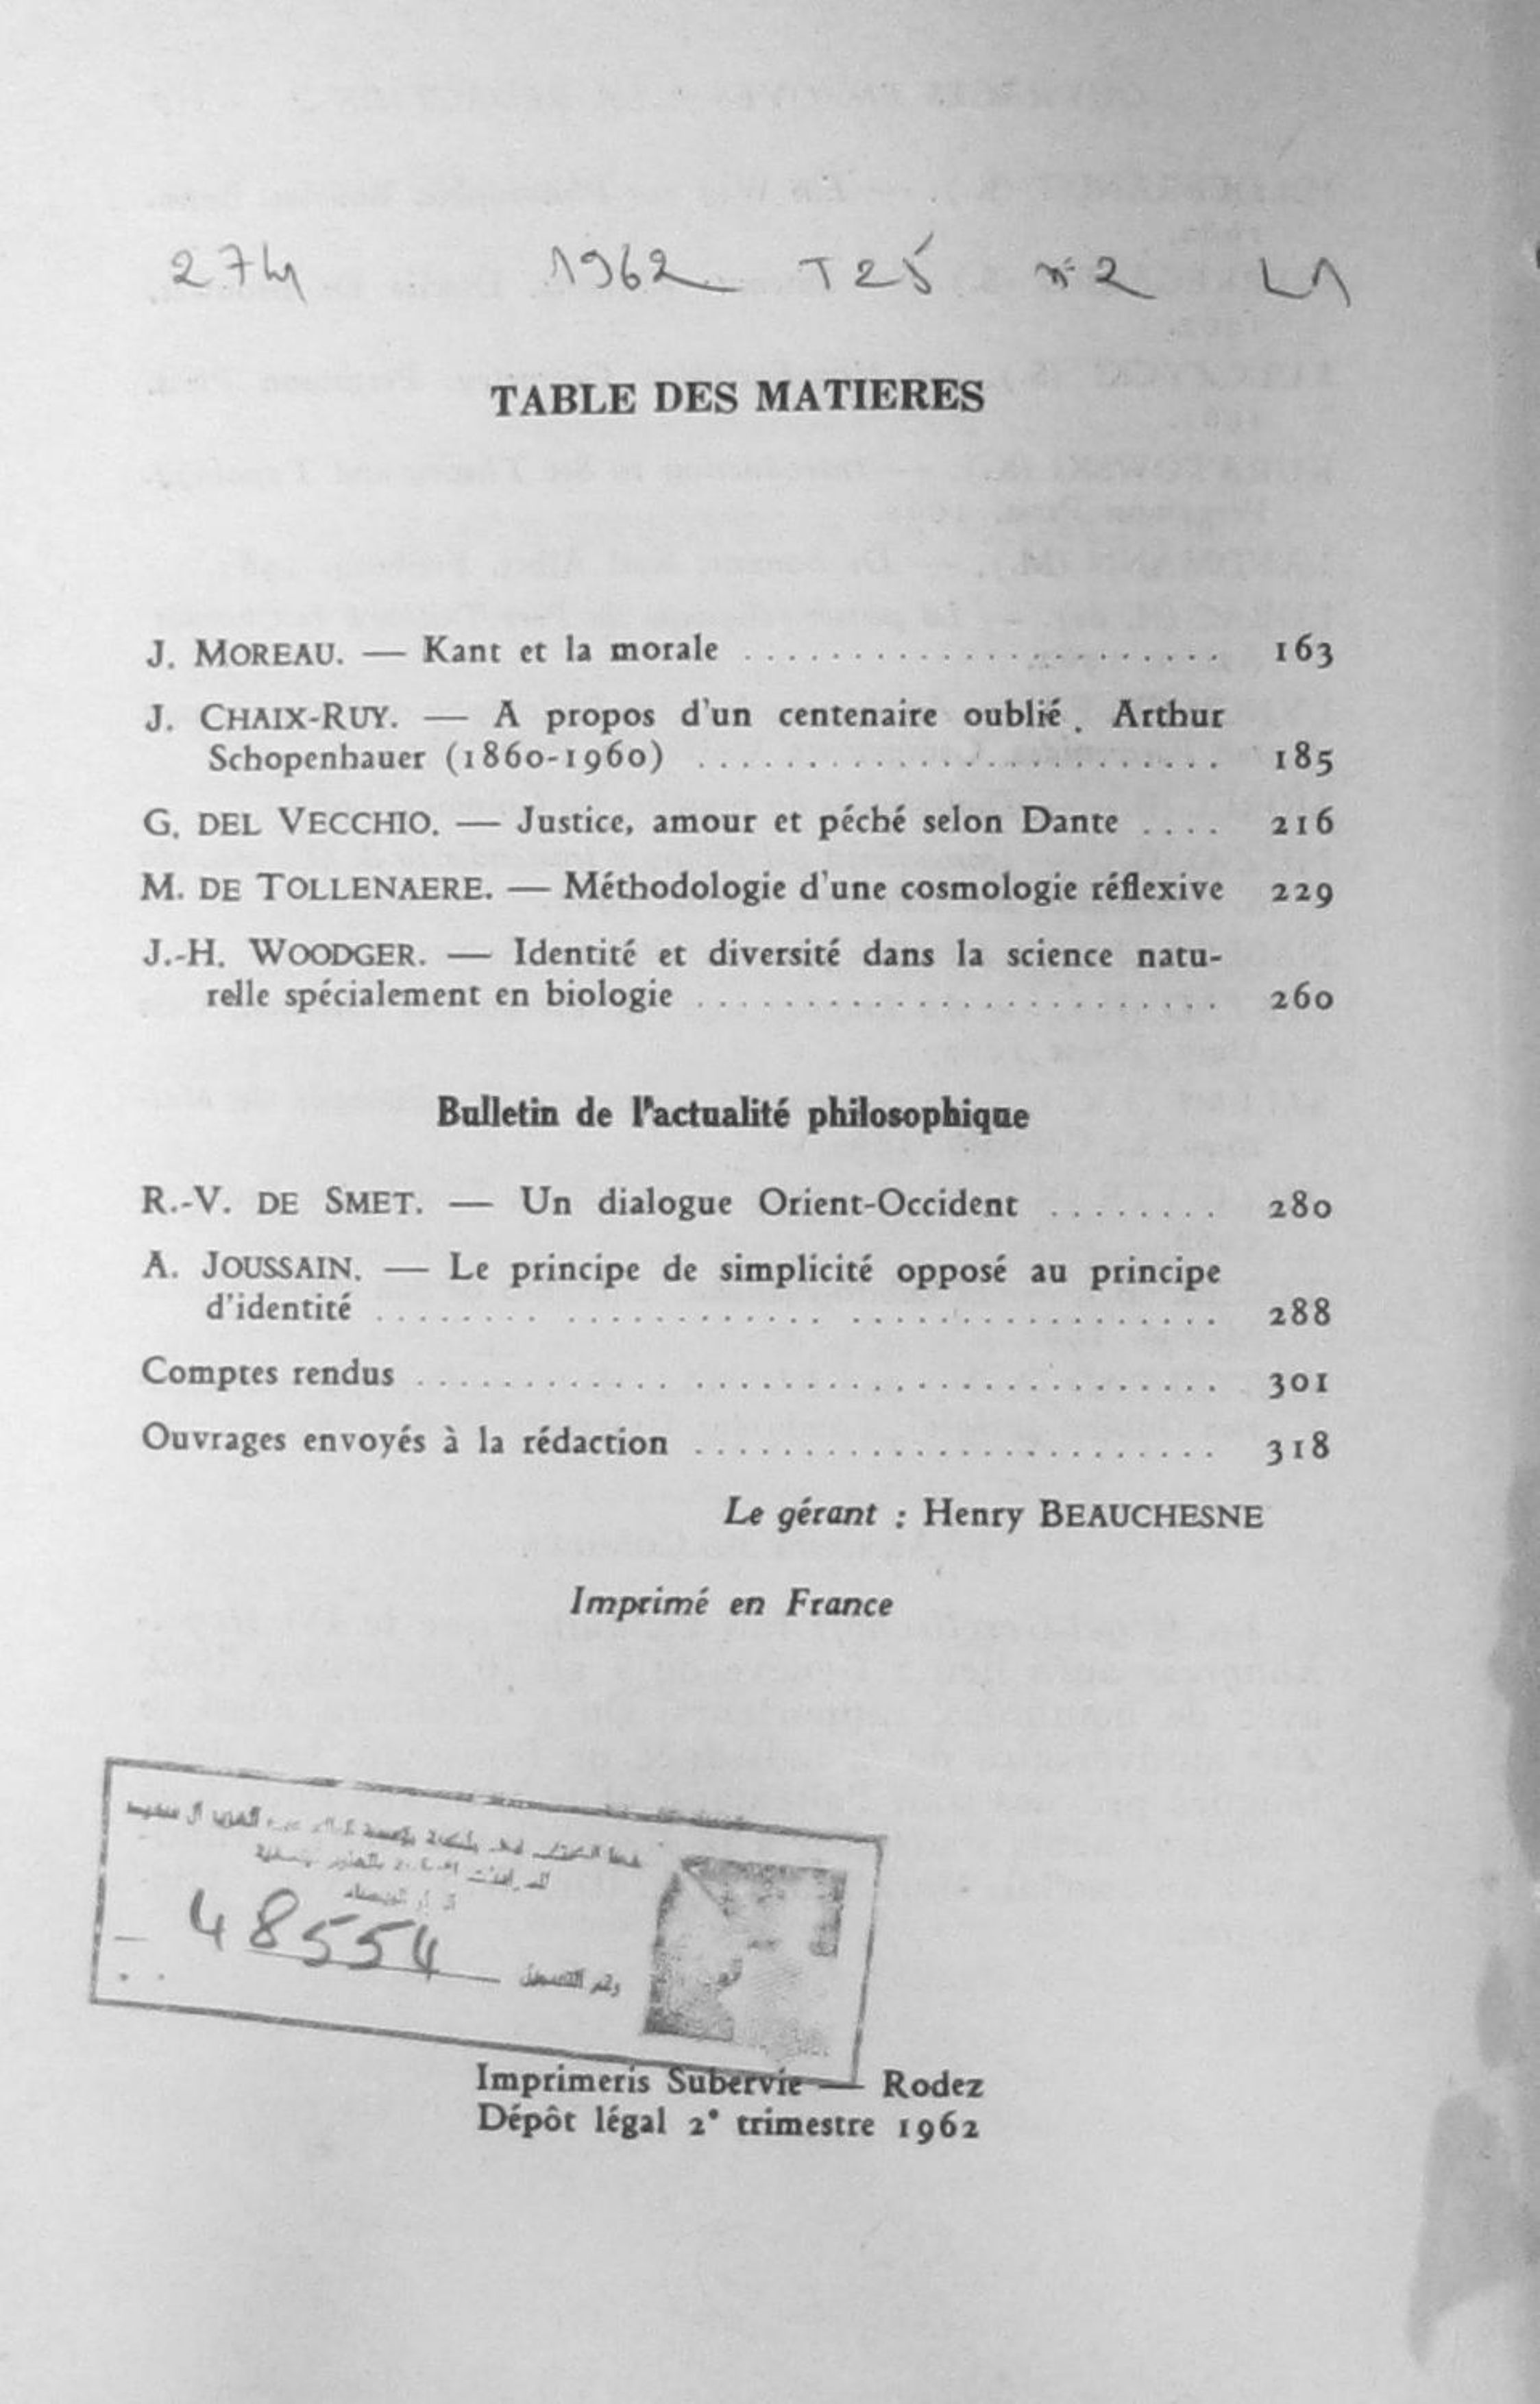 1962 T25 n°2
TABLE DES MATIERES
J. MOREAU. — Kant et la morale ...................... 163
J. CHAIX-RUY. — A propos d'un centenaire oublié. Arthur
Schopenhauer (1860-1960) ........................ 185
G. DEL VECCHIO. — Justice, amour et péché selon Dante .... 216
M. DE TOLLENAERE. — Méthodologie d'une cosmologie réflexive 229
J.-H. WOODGER. — Identité et diversité dans la science natu-
relle spécialement en biologie ........................ 260
Bulletin de l'actualité philosophique
R.-V. DE SMET. — Un dialogue Orient-Occident ........ 280
A. JOUSSAIN. — Le principe de simplicité opposé au principe
d'identité ...................................... 288
Comptes rendus .................................... 301
Ouvrages envoyés à la rédaction ........................ 318
Le gérant : Henry BEAUCHESNE
Imprimé en France
48554 رقم التسجيل
Imprimeris Subervie — Rodez
Dépôt légal 2° trimestre 1962